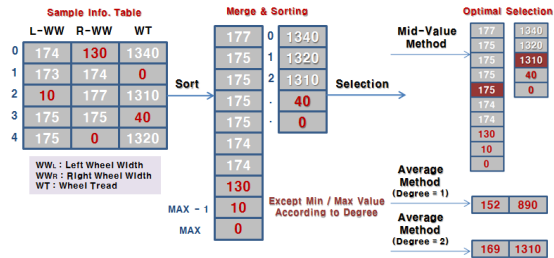 Sample Info. Table
L-WW R-WW WT
0 174 130 1340
1 173 174 0
2 10 177 1310
3 175 175 40
4 175 0 1320
WWL : Left Wheel Width
WWR : Right Wheel Width
WT : Wheel Tread
Sort
Merge & Sorting
177
175
175
175
175
174
174
130
MAX - 1 10
MAX 0
0 1340
1 1320
2 1310
. 40
. 0
Selection
Except Min / Max Value
According to Degree
Optimal Selection
Mid-Value
Method
177
175
175
175
175
174
174
130
10
0
1340
1320
1310
40
0
Average
Method
(Degree = 1)
152 890
Average
Method
(Degree = 2)
169 1310